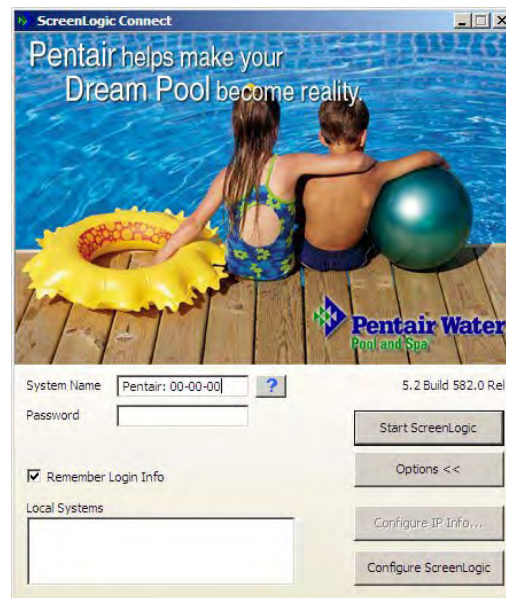 ScreenLogic Connect
Pentair helps make your
Dream Pool become reality.
Pentair Water
Pool and Spa
System Name
Pentair: 00-00-00
?
5.2 Build 582.0 Rel
Password
Start ScreenLogic
Remember Login Info
Options <<
Local Systems
Configure IP Info...
Configure ScreenLogic